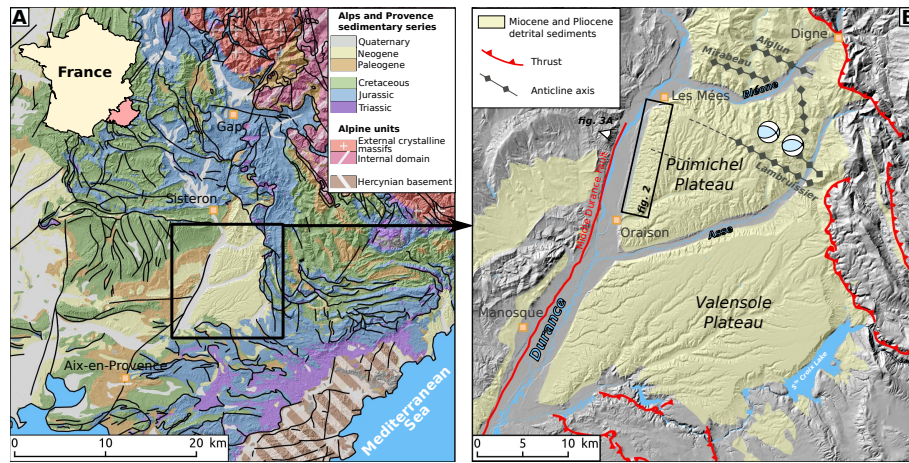 A
France
Gap
Sisteron
Aix-en-Provence
Mediterranean
Sea
0 10 20 km
Alps and Provence
sedimentary series
Quaternary
Neogene
Paleogene
Cretaceous
Jurassic
Triassic
Alpine units
External crystalline
massifs
Internal domain
Hercynian basement
B
Miocene and Pliocene
detrital sediments
Thrust
Anticline axis
Digne
Aiglun
Mirabeau
Bléone
Les Mées
fig. 3A
Puimichel
Plateau
Lambruissier
fig. 2
Middle Durance Fault
Oraison
Asse
Valensole
Plateau
Manosque
Durance
Ste Croix Lake
0 5 10 km